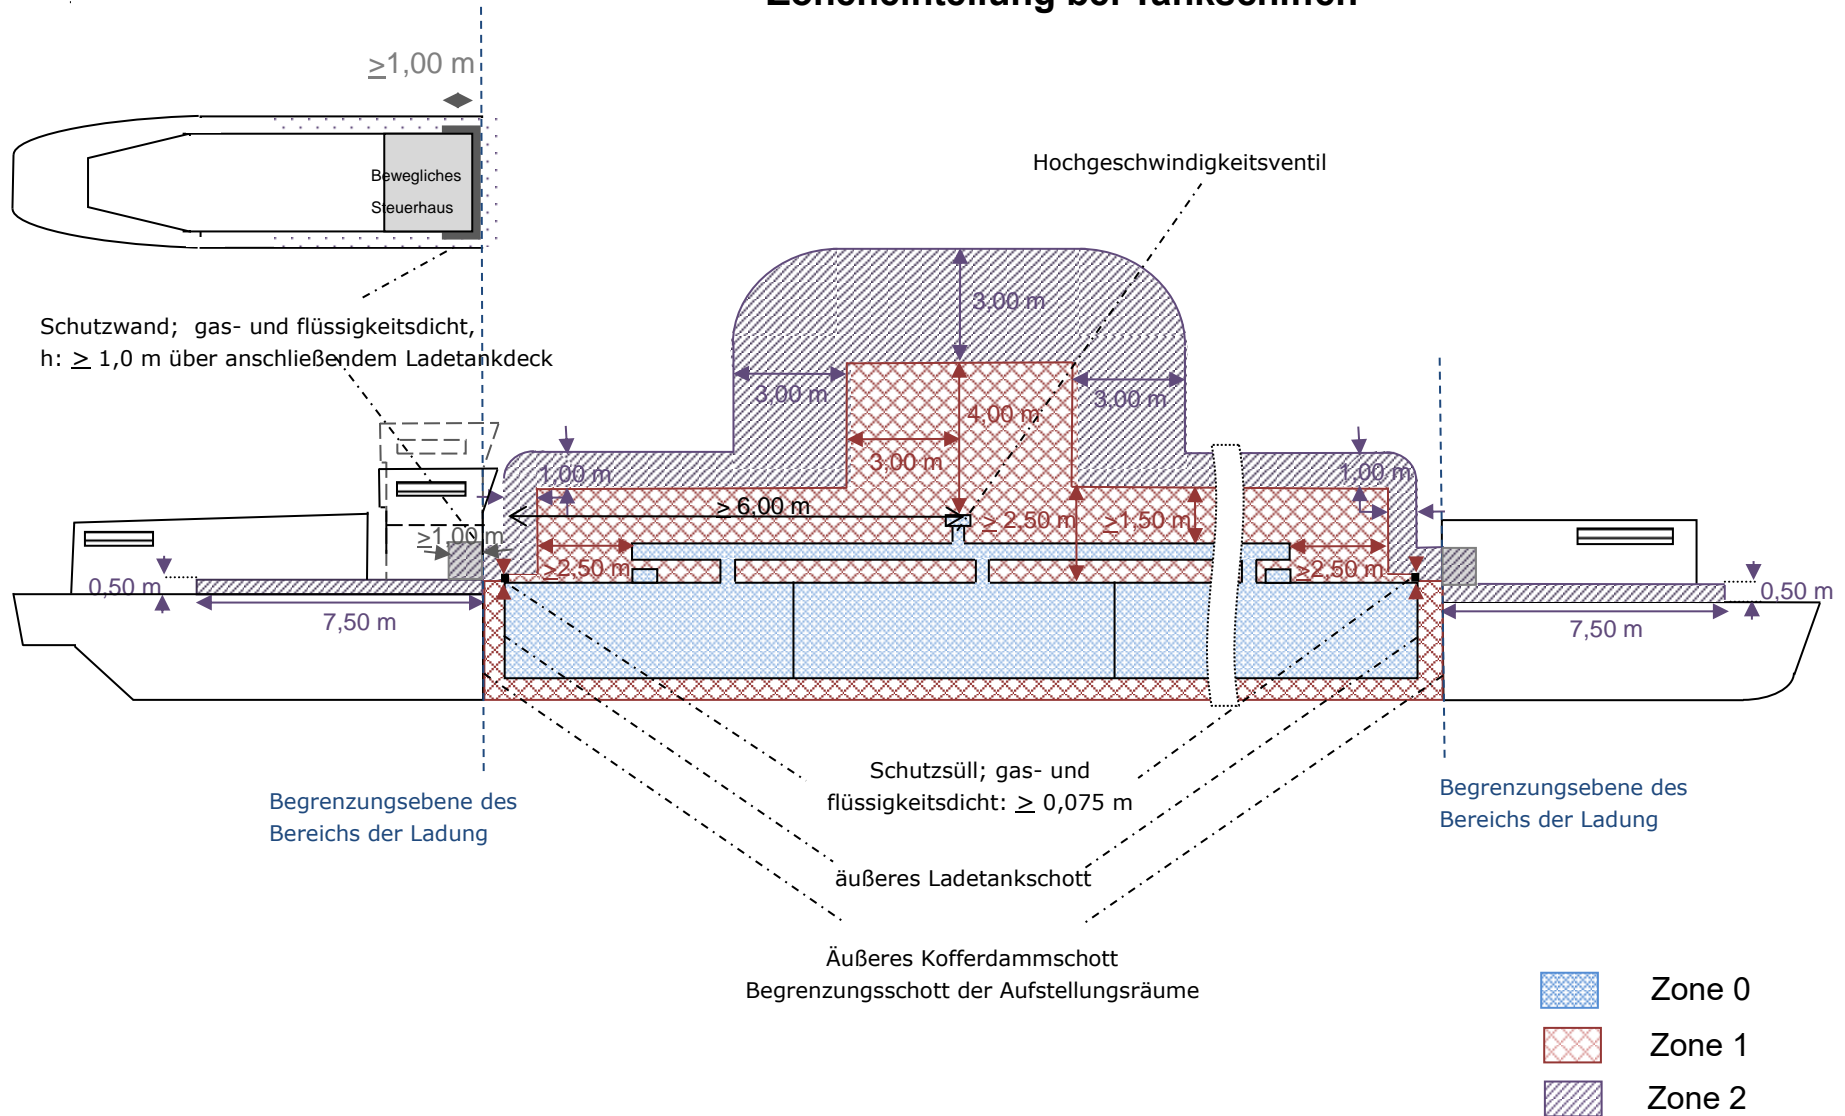 Zoneneinteilung bei Tankschiffen
≥1,00 m
Bewegliches
Steuerhaus
Hochgeschwindigkeitsventil
Schutzwand; gas- und flüssigkeitsdicht,
h: ≥ 1,0 m über anschließendem Ladetankdeck
3,00 m
3,00 m
3,00 m
4,00 m
3,00 m
1,00 m
1,00 m
≥ 6,00 m
≥ 2,50 m
≥1,50 m
≥1,00 m
≥2,50 m
≥2,50 m
0,50 m
7,50 m
0,50 m
7,50 m
Schutzsüll; gas- und
flüssigkeitsdicht: ≥ 0,075 m
Begrenzungsebene des
Bereichs der Ladung
Begrenzungsebene des
Bereichs der Ladung
äußeres Ladetankschott
Äußeres Kofferdammschott
Begrenzungsschott der Aufstellungsräume
Zone 0
Zone 1
Zone 2